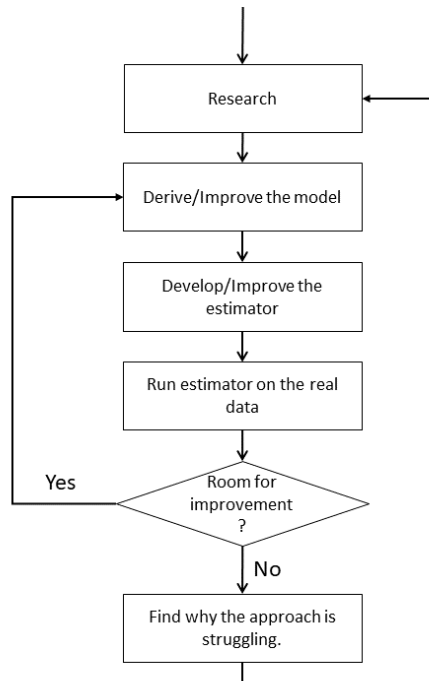 Research
Derive/Improve the model
Develop/Improve the
estimator
Run estimator on the real
data
Room for
improvement
?
Yes
No
Find why the approach is
struggling.